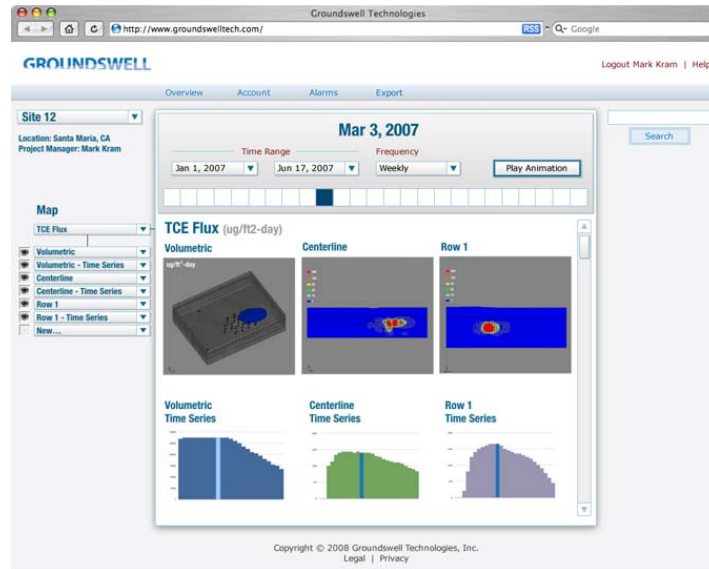 Groundswell Technologies
http://www.groundswelltech.com/
RSS
Google
GROUNDSWELL
Logout Mark Kram | Help
Overview Account Alarms Export
Site 12
Location: Santa Maria, CA
Project Manager: Mark Kram
Mar 3, 2007
Time Range Frequency
Jan 1, 2007 Jun 17, 2007 Weekly Play Animation
Search
Map
TCE Flux
Volumetric
Volumetric - Time Series
Centerline
Centerline - Time Series
Row 1
Row 1 - Time Series
New...
TCE Flux (ug/ft2-day)
Volumetric Centerline Row 1
ug/ft²-day
Volumetric
Time Series
Centerline
Time Series
Row 1
Time Series
Copyright © 2008 Groundswell Technologies, Inc.
Legal | Privacy